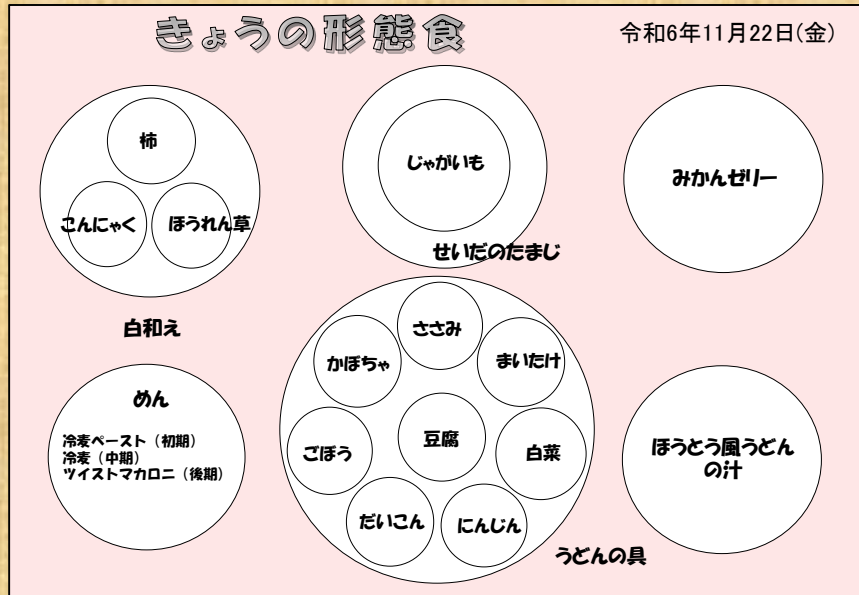 きょうの形態食
令和6年11月22日(金)
柿
こんにゃく
ほうれん草
白和え
じゃがいも
せいだのたまじ
みかんゼリー
めん
冷麦ペースト（初期）
冷麦（中期）
ツイストマカロニ（後期）
ささみ
かぼちゃ
まいたけ
ごぼう
豆腐
白菜
だいこん
にんじん
うどんの具
ほうとう風うどん
の汁